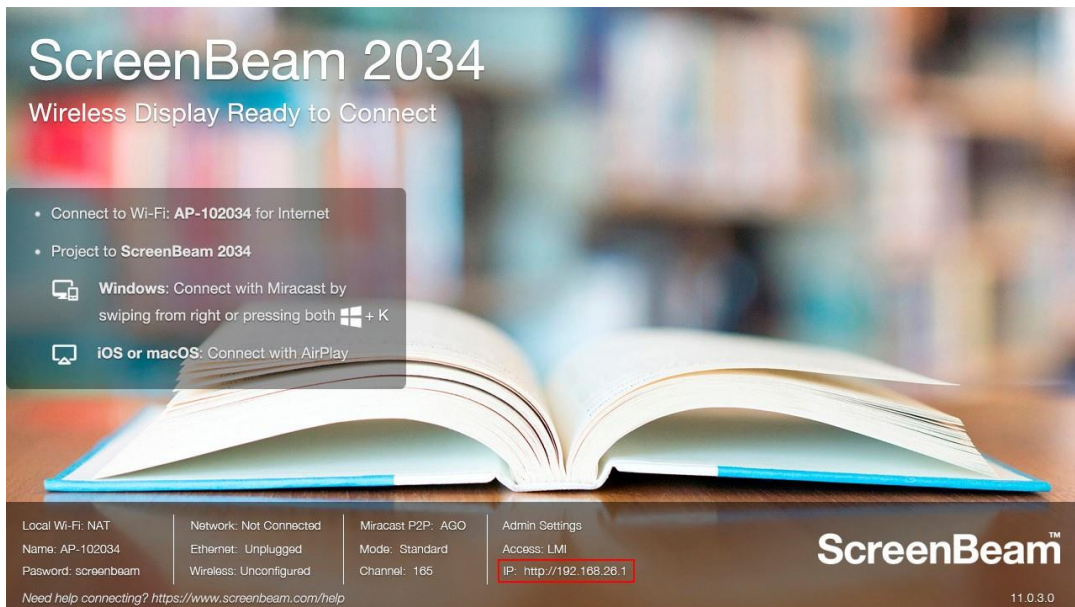 ScreenBeam 2034
Wireless Display Ready to Connect
• Connect to Wi-Fi: AP-102034 for Internet
• Project to ScreenBeam 2034
Windows: Connect with Miracast by
swiping from right or pressing both + K
iOS or macOS: Connect with AirPlay
Local Wi-Fi: NAT
Name: AP-102034
Pasword: screenbeam
Network: Not Connected
Ethernet: Unplugged
Wireless: Unconfigured
Miracast P2P: AGO
Mode: Standard
Channel: 165
Admin Settings
Access: LMI
IP: http://192.168.26.1
ScreenBeam™
Need help connecting? https://www.screenbeam.com/help
11.0.3.0